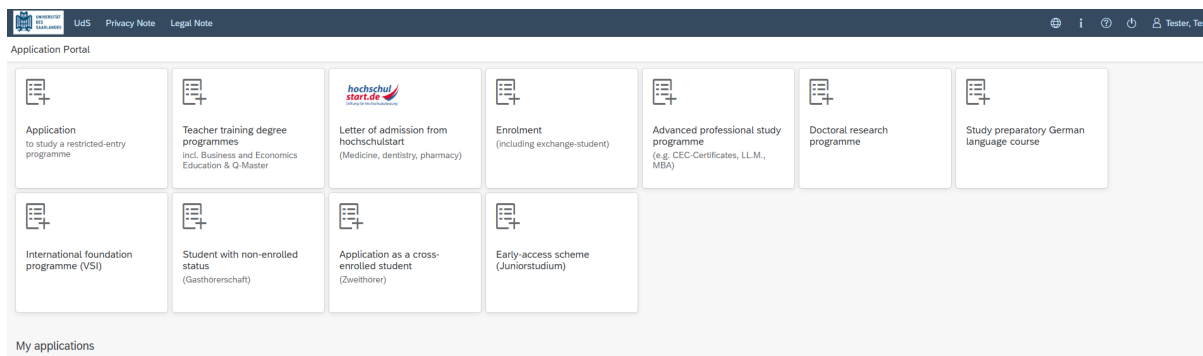 UNIVERSITÄT
DES
SAARLANDES
UdS Privacy Note Legal Note
Tester, Te
Application Portal
Application
to study a restricted-entry
programme
Teacher training degree
programmes
incl. Business and Economics
Education & Q-Master
hochschul
start.de
Stiftung für Hochschulzulassung
Letter of admission from
hochschulstart
(Medicine, dentistry, pharmacy)
Enrolment
(including exchange-student)
Advanced professional study
programme
(e.g. CEC-Certificates, LL.M.,
MBA)
Doctoral research
programme
Study preparatory German
language course
International foundation
programme (VSI)
Student with non-enrolled
status
(Gasthörerschaft)
Application as a cross-
enrolled student
(Zweithörer)
Early-access scheme
(Juniorstudium)
My applications